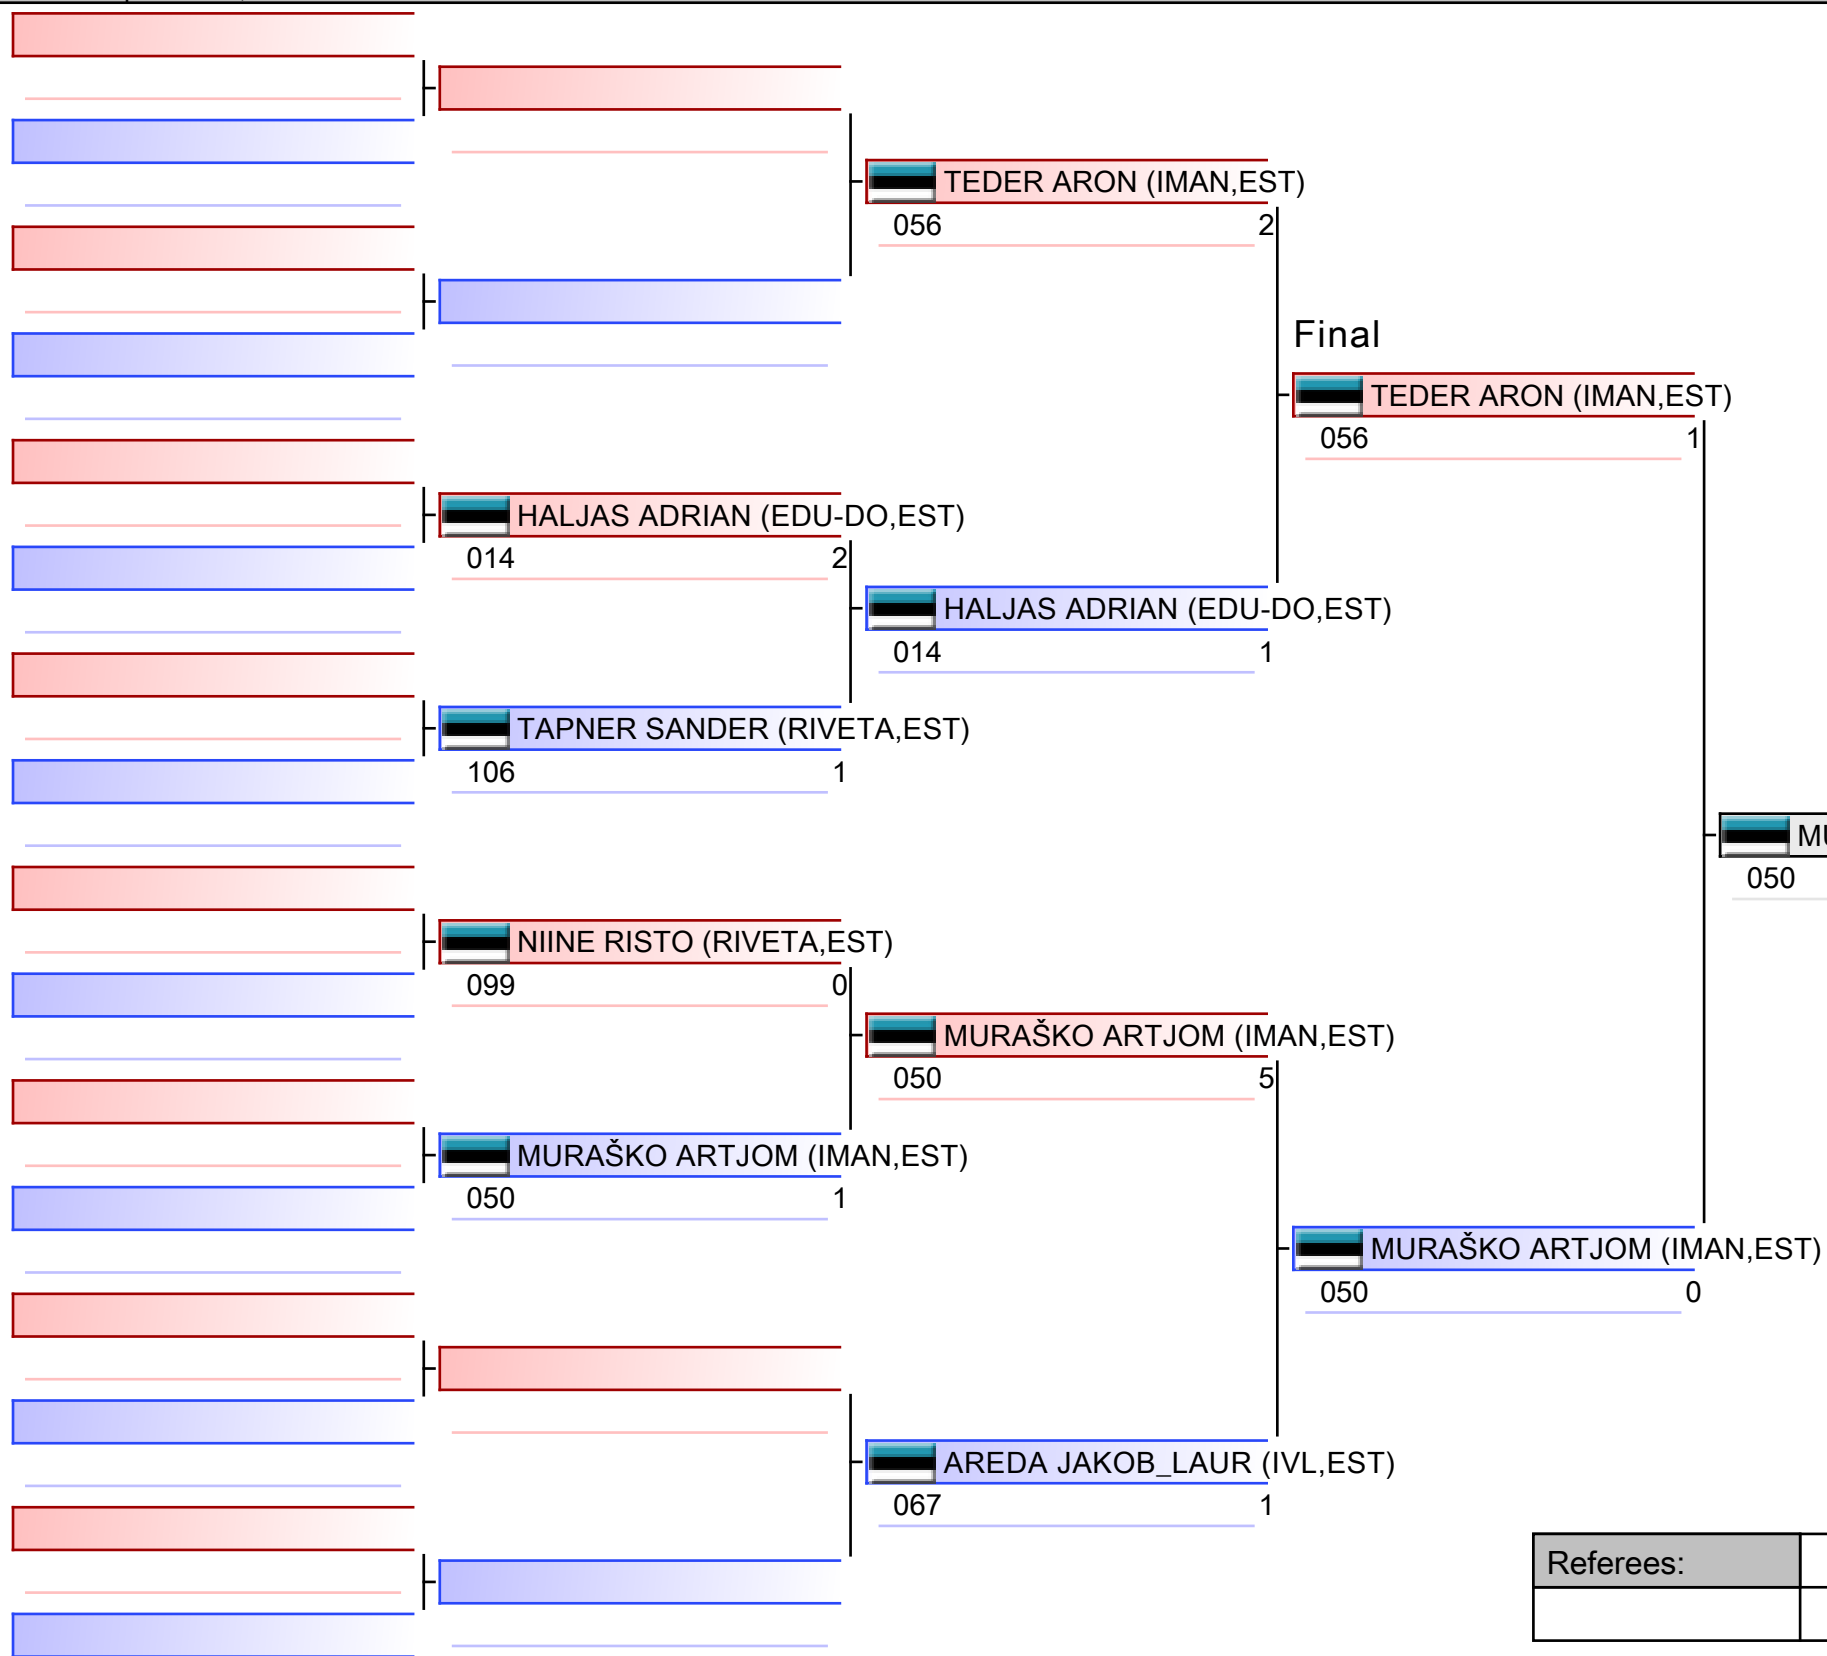 TEDER ARON (IMAN,EST)
056 2
Final
TEDER ARON (IMAN,EST)
056 1
HALJAS ADRIAN (EDU-DO,EST)
014 2
HALJAS ADRIAN (EDU-DO,EST)
014 1
TAPNER SANDER (RIVETA,EST)
106 1
MU
050
NIINE RISTO (RIVETA,EST)
099 0
MURAŠKO ARTJOM (IMAN,EST)
050 5
MURAŠKO ARTJOM (IMAN,EST)
050 1
MURAŠKO ARTJOM (IMAN,EST)
050 0
AREDA JAKOB_LAUR (IVL,EST)
067 1
Referees: